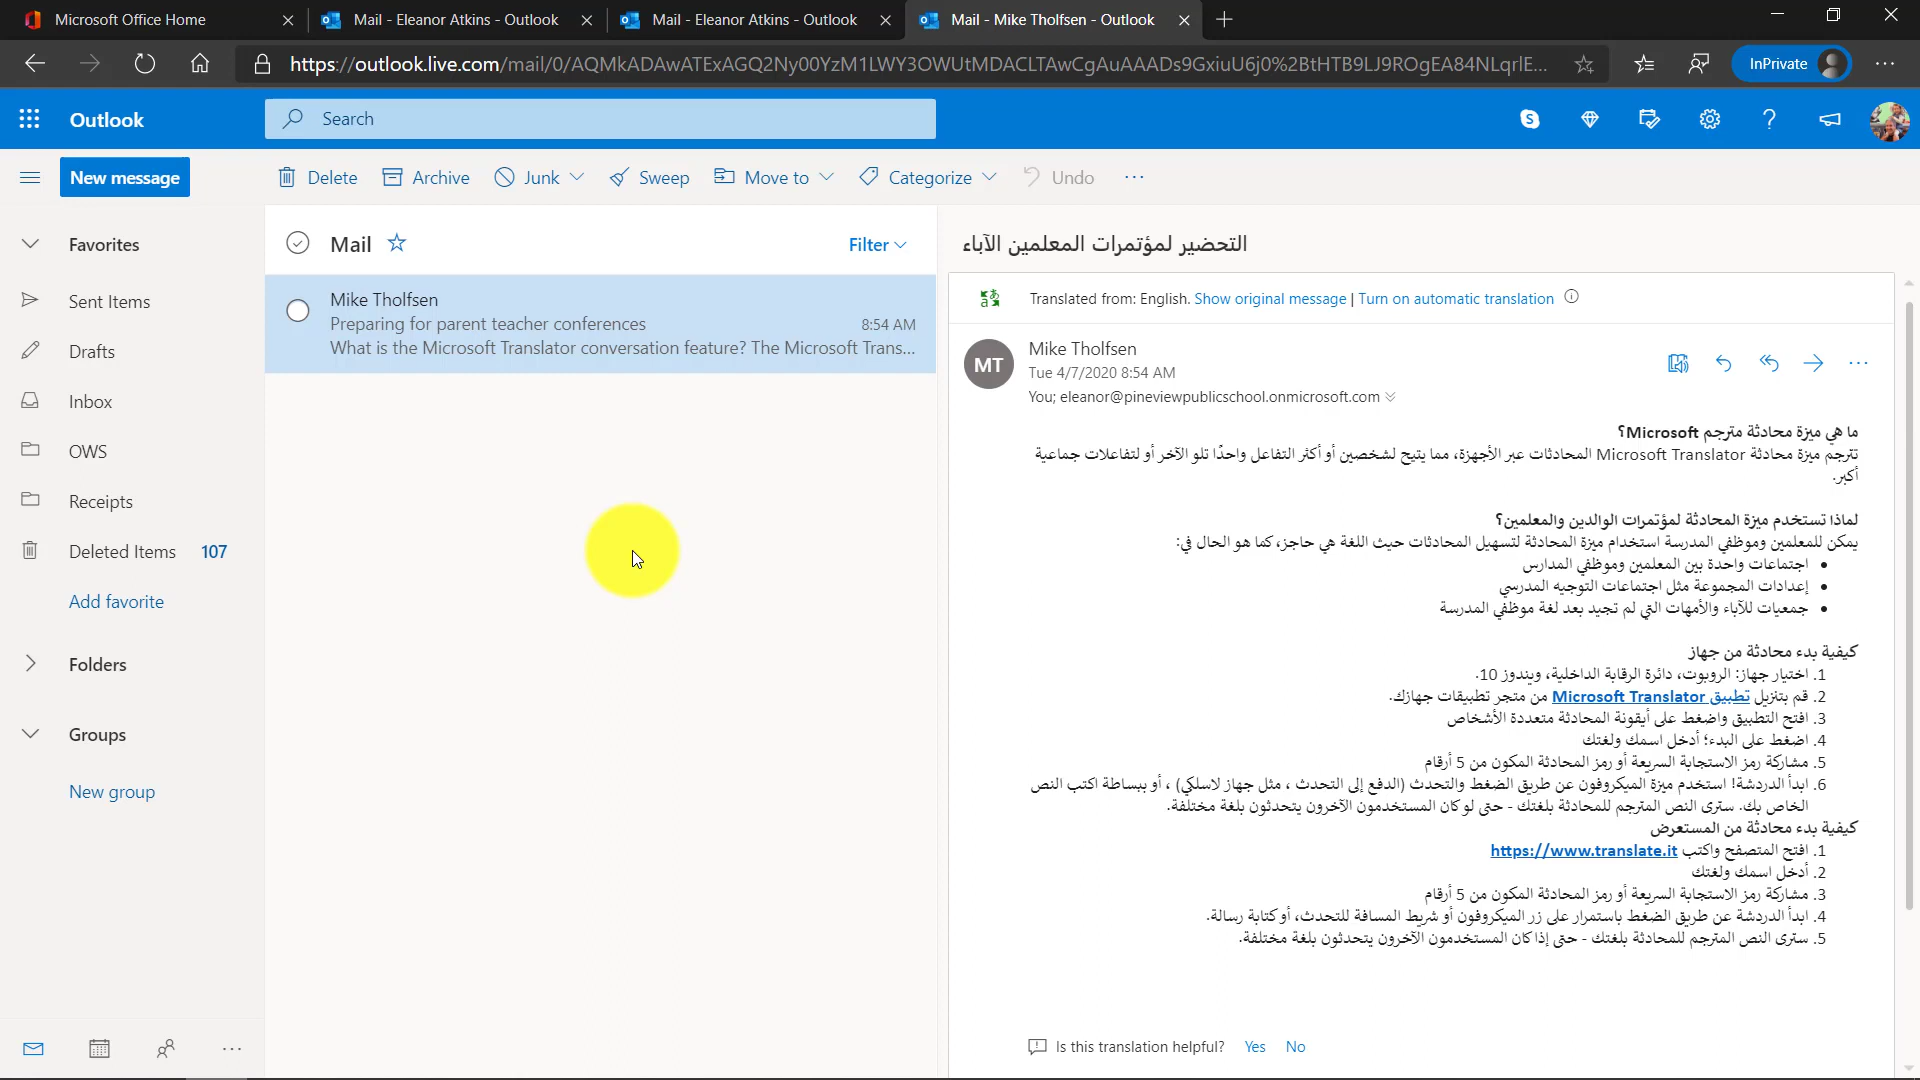 Microsoft Office Home
Mail - Eleanor Atkins - Outlook
Mail - Eleanor Atkins - Outlook
Mail - Mike Tholfsen - Outlook
https://outlook.live.com/mail/0/AQMkADAwATExAGQ2Ny00YzM1LWY3OWUtMDACLTAwCgAuAAADs9GxiuU6j0%2BtHTB9LJ9ROgEA84NLqrlE...
InPrivate
Outlook
Search
New message
Delete
Archive
Junk
Sweep
Move to
Categorize
Undo
Favorites
Sent Items
Drafts
Inbox
OWS
Receipts
Deleted Items 107
Add favorite
Folders
Groups
New group
Mail
Filter
Mike Tholfsen
Preparing for parent teacher conferences 8:54 AM
What is the Microsoft Translator conversation feature? The Microsoft Trans...
التحضير لمؤتمرات المعلمين الآباء
Translated from: English. Show original message | Turn on automatic translation
MT
Mike Tholfsen
Tue 4/7/2020 8:54 AM
You; eleanor@pineviewpublicschool.onmicrosoft.com
ما هي ميزة محادثة مترجم Microsoft؟
تترجم ميزة محادثة Microsoft Translator المحادثات عبر الأجهزة، مما يتيح لشخصين أو أكثر التفاعل واحدًا تلو الآخر أو لتفاعلات جماعية
أكبر.
لماذا تستخدم ميزة المحادثة لمؤتمرات الوالدين والمعلمين؟
يمكن للمعلمين وموظفي المدرسة استخدام ميزة المحادثة لتسهيل المحادثات حيث اللغة هي حاجز، كما هو الحال في:
• اجتماعات واحدة بين المعلمين وموظفي المدارس
• إعدادات المجموعة مثل اجتماعات التوجيه المدرسي
• جمعيات للآباء والأمهات التي لم تجيد بعد لغة موظفي المدرسة
كيفية بدء محادثة من جهاز
1. اختيار جهاز: الروبوت، دائرة الرقابة الداخلية، ويندوز 10.
2. قم بتنزيل تطبيق Microsoft Translator من متجر تطبيقات جهازك.
3. افتح التطبيق واضغط على أيقونة المحادثة متعددة الأشخاص
4. اضغط على البدء؛ أدخل اسمك ولغتك
5. مشاركة رمز الاستجابة السريعة أو رمز المحادثة المكون من 5 أرقام
6. ابدأ الدردشة! استخدم ميزة الميكروفون عن طريق الضغط والتحدث (الدفع إلى التحدث ، مثل جهاز لاسلكي) ، أو ببساطة اكتب النص
الخاص بك. سترى النص المترجم للمحادثة بلغتك - حتى لو كان المستخدمون الآخرون يتحدثون بلغة مختلفة.
كيفية بدء محادثة من المستعرض
1. افتح المتصفح واكتب https://www.translate.it
2. أدخل اسمك ولغتك
3. مشاركة رمز الاستجابة السريعة أو رمز المحادثة المكون من 5 أرقام
4. ابدأ الدردشة عن طريق الضغط باستمرار على زر الميكروفون أو شريط المسافة للتحدث، أو كتابة رسالة.
5. سترى النص المترجم للمحادثة بلغتك - حتى إذا كان المستخدمون الآخرون يتحدثون بلغة مختلفة.
Is this translation helpful? Yes No